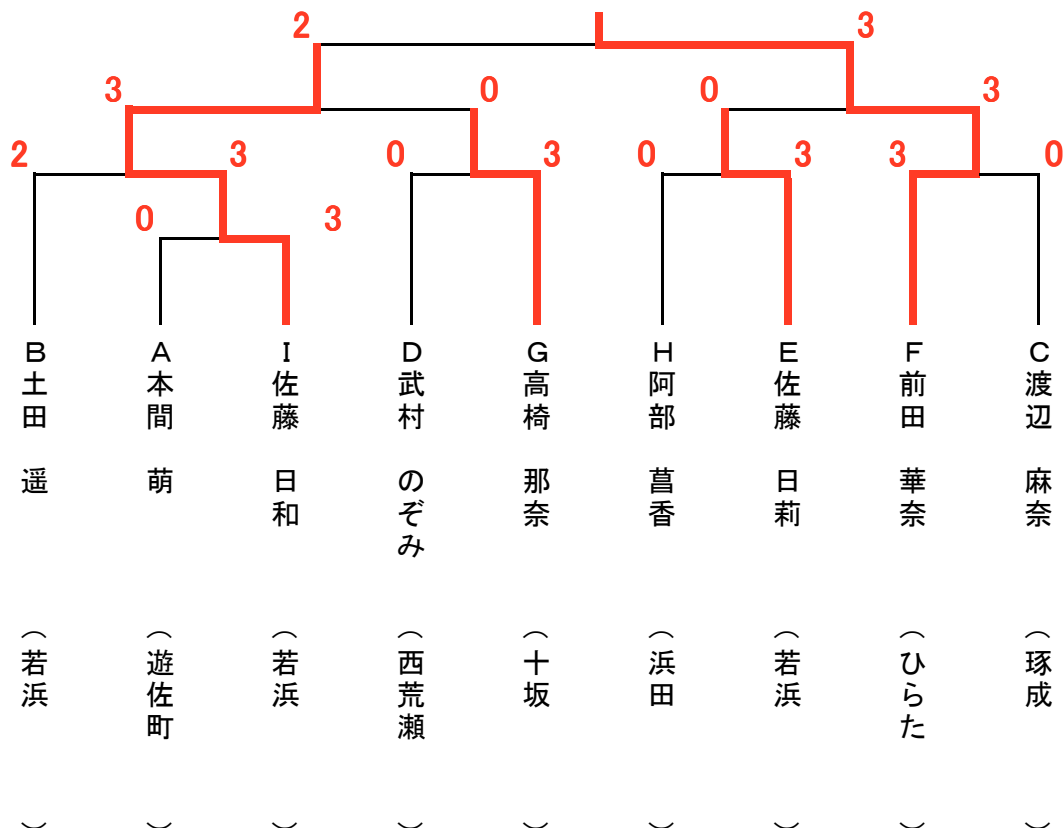 2 3
3 0 0 3
2 3 0 3 0 3 3 0
0 3
B土田 遥 （若浜）
A本間 萌 （遊佐町）
I佐藤 日和 （若浜）
D武村 のぞみ （西荒瀬）
G高椅 那奈 （十坂）
H阿部 菖香 （浜田）
E佐藤 日莉 （若浜）
F前田 華奈 （ひらた）
C渡辺 麻奈 （琢成）